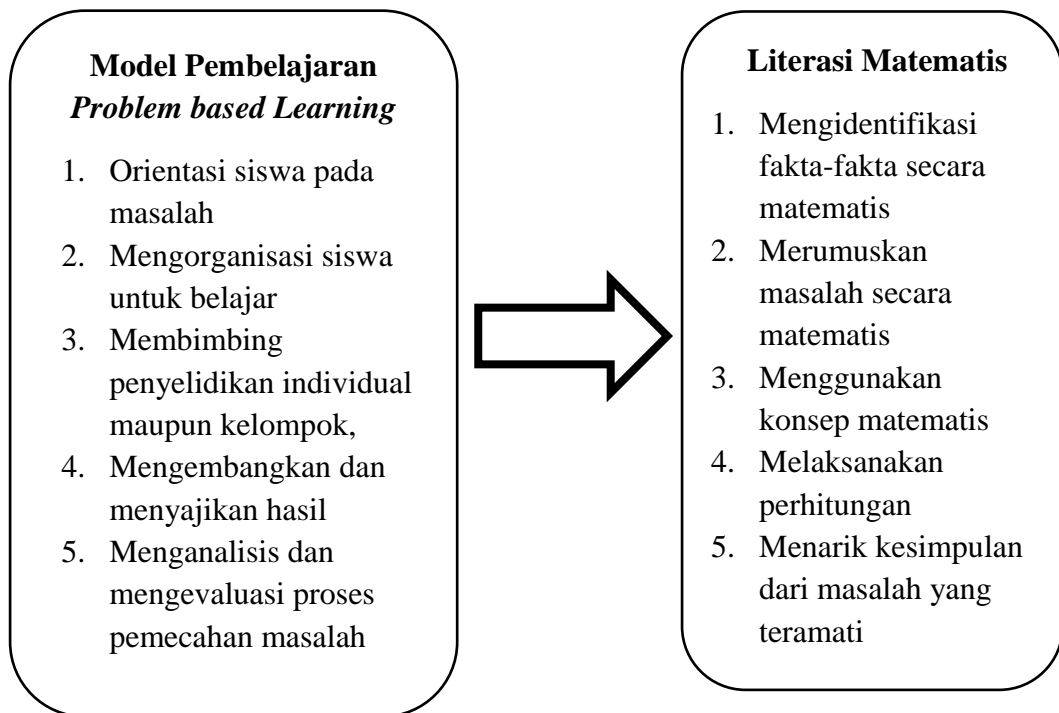 Model Pembelajaran
Problem based Learning
1. Orientasi siswa pada
masalah
2. Mengorganisasi siswa
untuk belajar
3. Membimbing
penyelidikan individual
maupun kelompok,
4. Mengembangkan dan
menyajikan hasil
5. Menganalisis dan
mengevaluasi proses
pemecahan masalah
Literasi Matematis
1. Mengidentifikasi
fakta-fakta secara
matematis
2. Merumuskan
masalah secara
matematis
3. Menggunakan
konsep matematis
4. Melaksanakan
perhitungan
5. Menarik kesimpulan
dari masalah yang
teramati